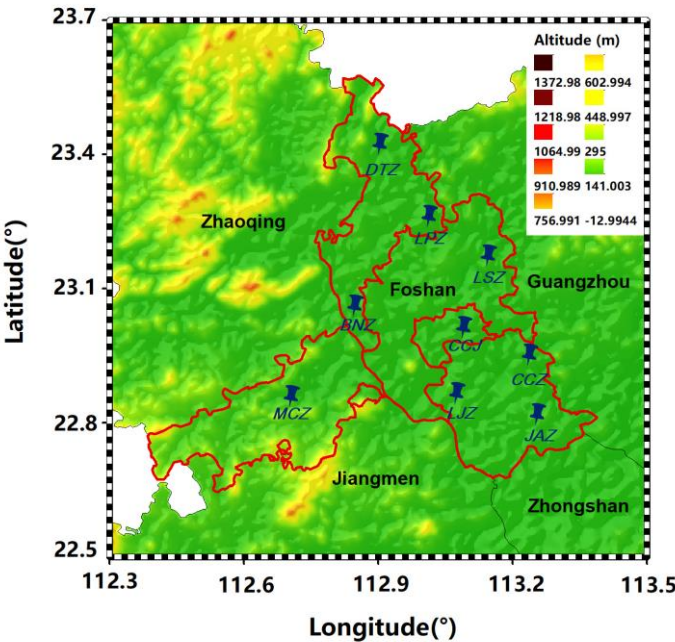 23.7
Altitude (m)
1372.98 602.994
1218.98 448.997
1064.99 295
910.989 141.003
756.991 -12.9944
23.4
DTZ
Zhaoqing
LPZ
LSZ
Guangzhou
Foshan
23.1
BNZ
CGJ
CCZ
MCZ
LJZ
JAZ
22.8
Jiangmen
Zhongshan
22.5
112.3 112.6 112.9 113.2 113.5
Latitude(°)
Longitude(°)